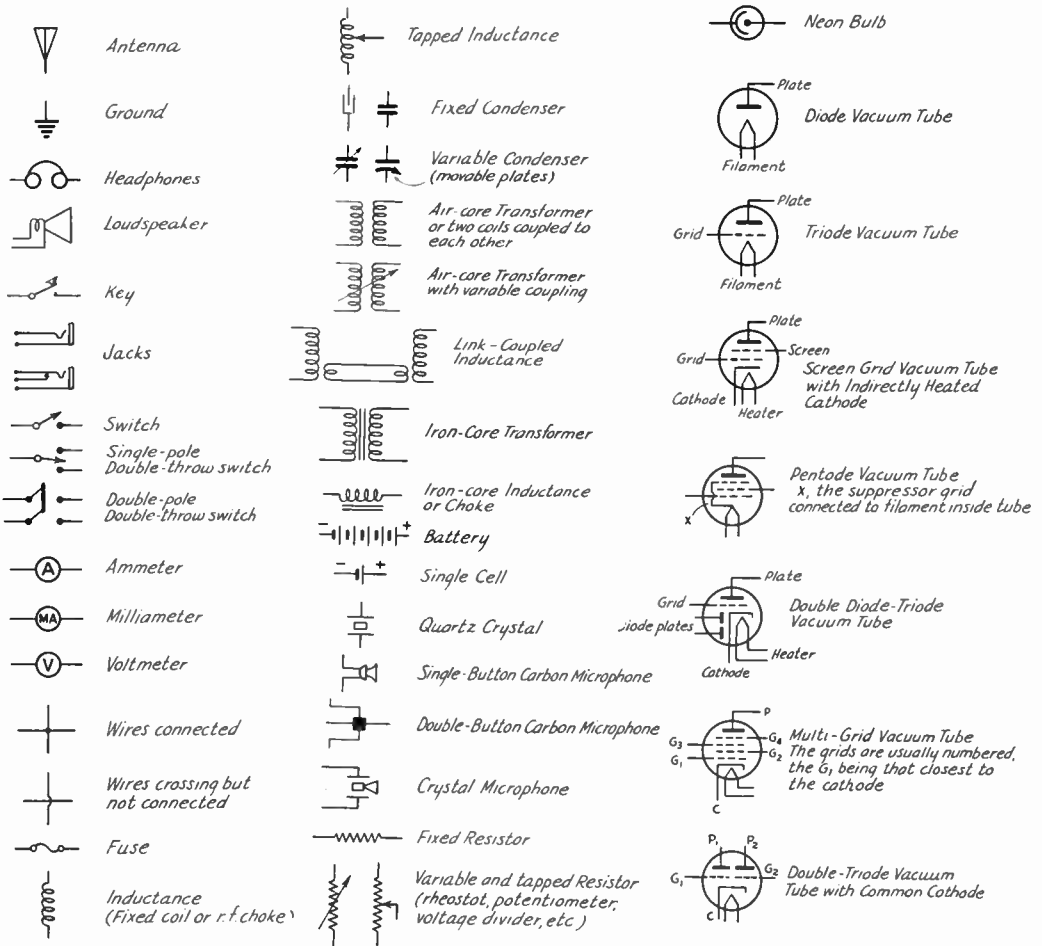 Antenna
Ground
Headphones
Loudspeaker
Key
Jacks
Switch
Single-pole
Double-throw switch
Double-pole
Double-throw switch
A
Ammeter
MA
Milliameter
V
Voltmeter
Wires connected
Wires crossing but
not connected
Fuse
Inductance
(Fixed coil or r.f. choke)
Tapped Inductance
Fixed Condenser
Variable Condenser
(movable plates)
Air-core Transformer
or two coils coupled to
each other
Air-core Transformer
with variable coupling
Link-Coupled
Inductance
Iron-Core Transformer
Iron-core Inductance
or Choke
- +
Battery
- +
Single Cell
Quartz Crystal
Single-Button Carbon Microphone
Double-Button Carbon Microphone
Crystal Microphone
Fixed Resistor
Variable and tapped Resistor
(rheostat, potentiometer,
voltage divider, etc)
Neon Bulb
Plate
Diode Vacuum Tube
Filament
Plate
Grid
Triode Vacuum Tube
Filament
Plate
Screen
Grid
Screen Grid Vacuum Tube
with Indirectly Heated
Cathode
Cathode
Heater
Pentode Vacuum Tube
X, the suppressor grid
connected to filament inside tube
X
Plate
Grid
Double Diode-Triode
Vacuum Tube
iode plates
Heater
Cathode
P
G3
G4
Multi-Grid Vacuum Tube
G1
G2
The grids are usually numbered,
the G1 being that closest to
the cathode
C
P1 P2
G1
G2
Double-Triode Vacuum
Tube with Common Cathode
C